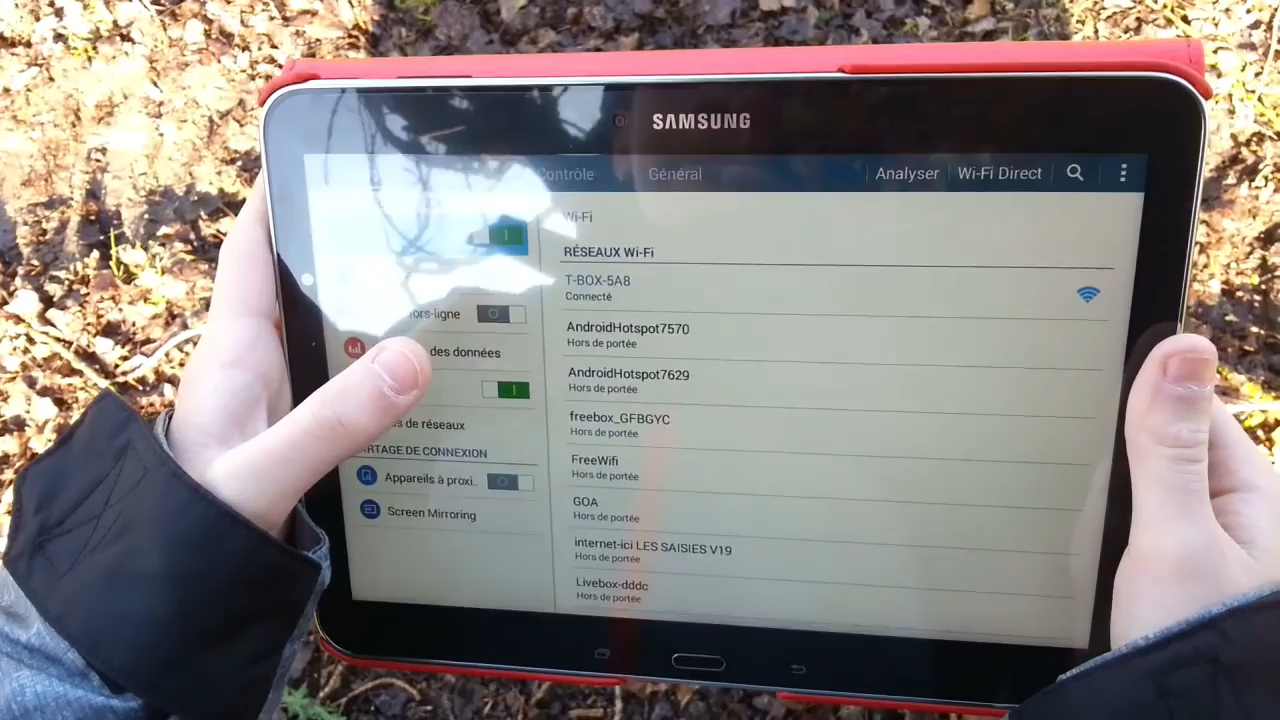 SAMSUNG
Contrôle
Général
Analyser
Wi-Fi Direct
Wi-Fi
RÉSEAUX Wi-Fi
T-BOX-5A8
Connecté
AndroidHotspot7570
Hors de portée
AndroidHotspot7629
Hors de portée
freebox_GFBGYC
Hors de portée
FreeWifi
Hors de portée
GOA
Hors de portée
internet-ici LES SAISIES V19
Hors de portée
Livebox-dddc
Hors de portée
ors-ligne
des données
s de réseaux
RTAGE DE CONNEXION
Appareils à proxi..
Screen Mirroring